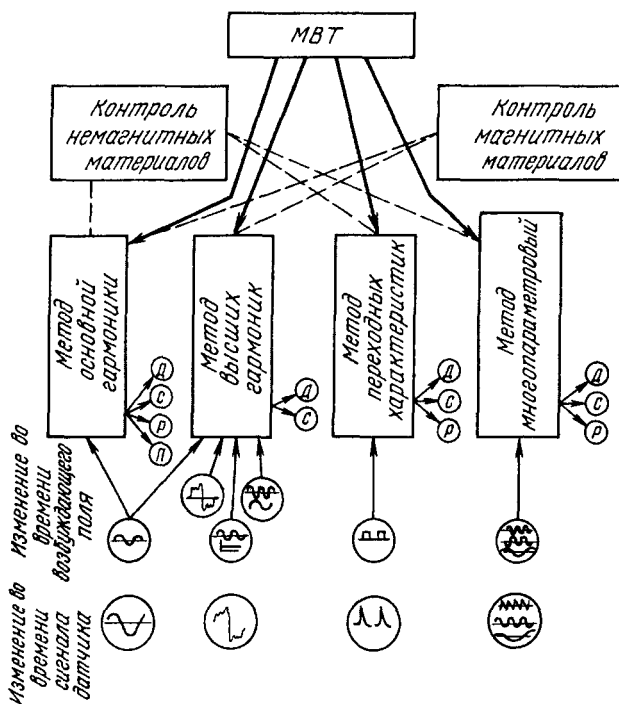 МВТ
Контроль
немагнитных
материалов
Контроль
магнитных
материалов
Метод
основной
гармоники
Д
С
Р
П
Метод
высших
гармоник
Д
С
Метод
переходных
характеристик
Д
С
Р
Метод
многопараметровый
Д
С
Р
Изменение во
времени
возбуждающего
поля
Изменение во
времени
сигнала
датчика